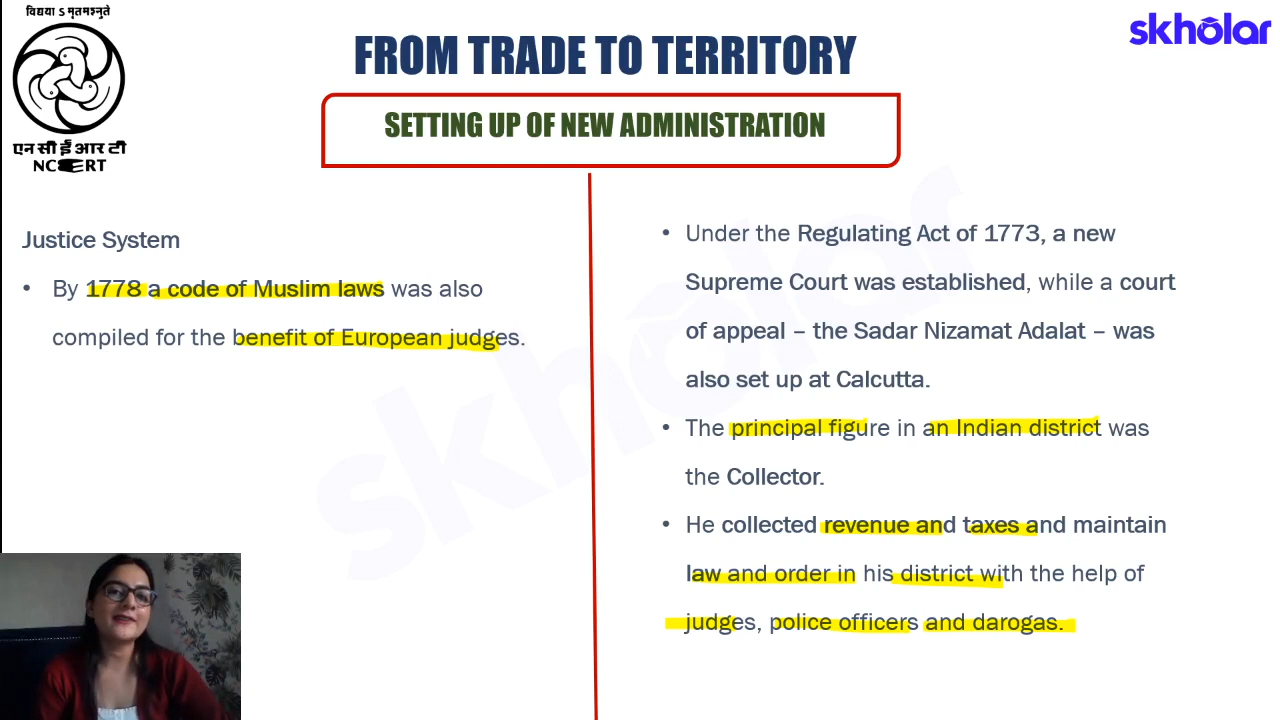 विद्यया ऽ मृतमश्नुते
एन सी ई आर टी
NCERT
skholar
FROM TRADE TO TERRITORY
SETTING UP OF NEW ADMINISTRATION
Justice System
• By 1778 a code of Muslim laws was also
compiled for the benefit of European judges.
• Under the Regulating Act of 1773, a new
Supreme Court was established, while a court
of appeal – the Sadar Nizamat Adalat – was
also set up at Calcutta.
• The principal figure in an Indian district was
the Collector.
• He collected revenue and taxes and maintain
law and order in his district with the help of
judges, police officers and darogas.
skholar